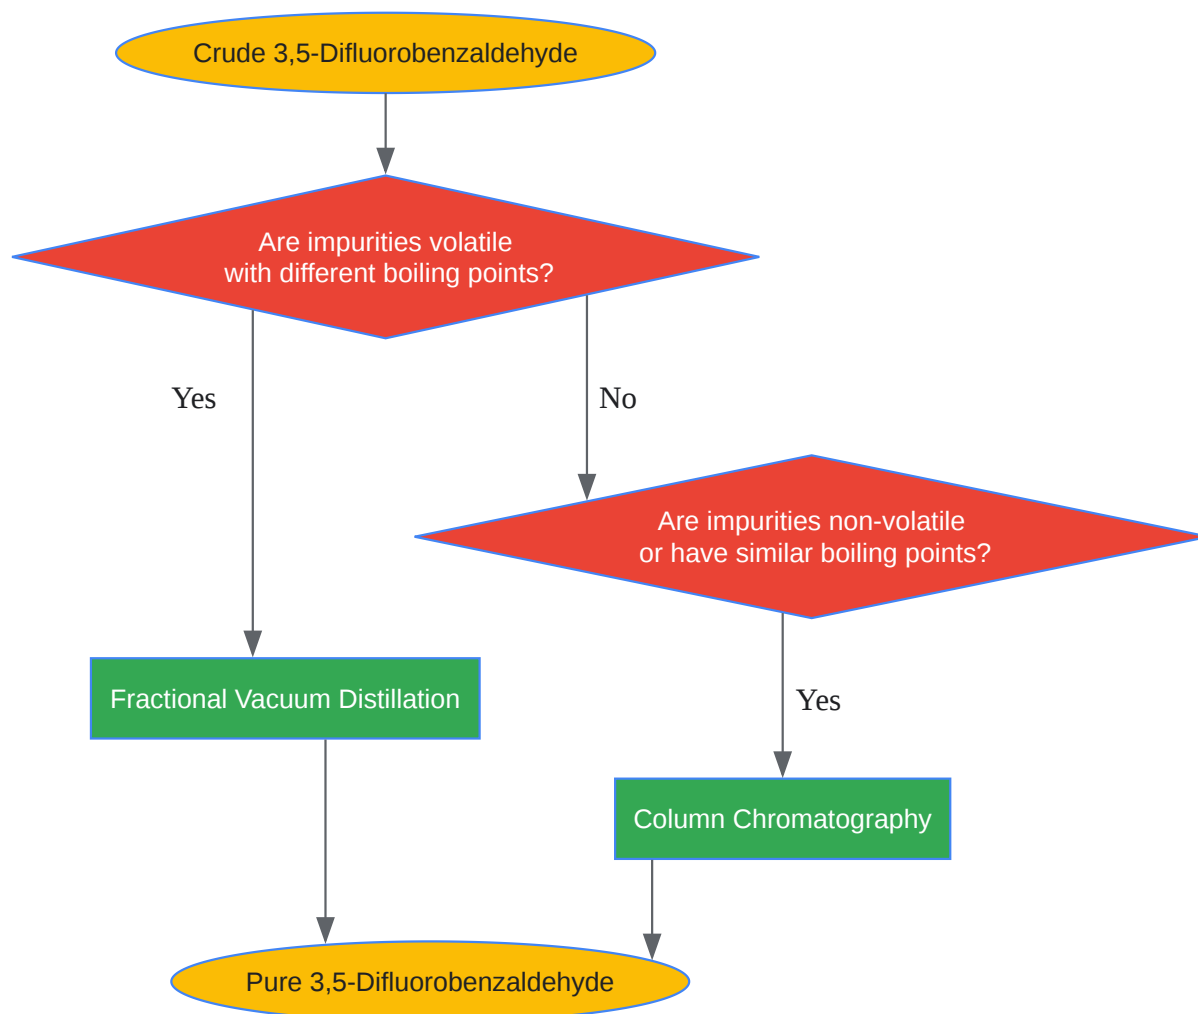 Crude 3,5-Difluorobenzaldehyde
Are impurities volatile
with different boiling points?
Yes
No
Are impurities non-volatile
or have similar boiling points?
Fractional Vacuum Distillation
Yes
Column Chromatography
Pure 3,5-Difluorobenzaldehyde